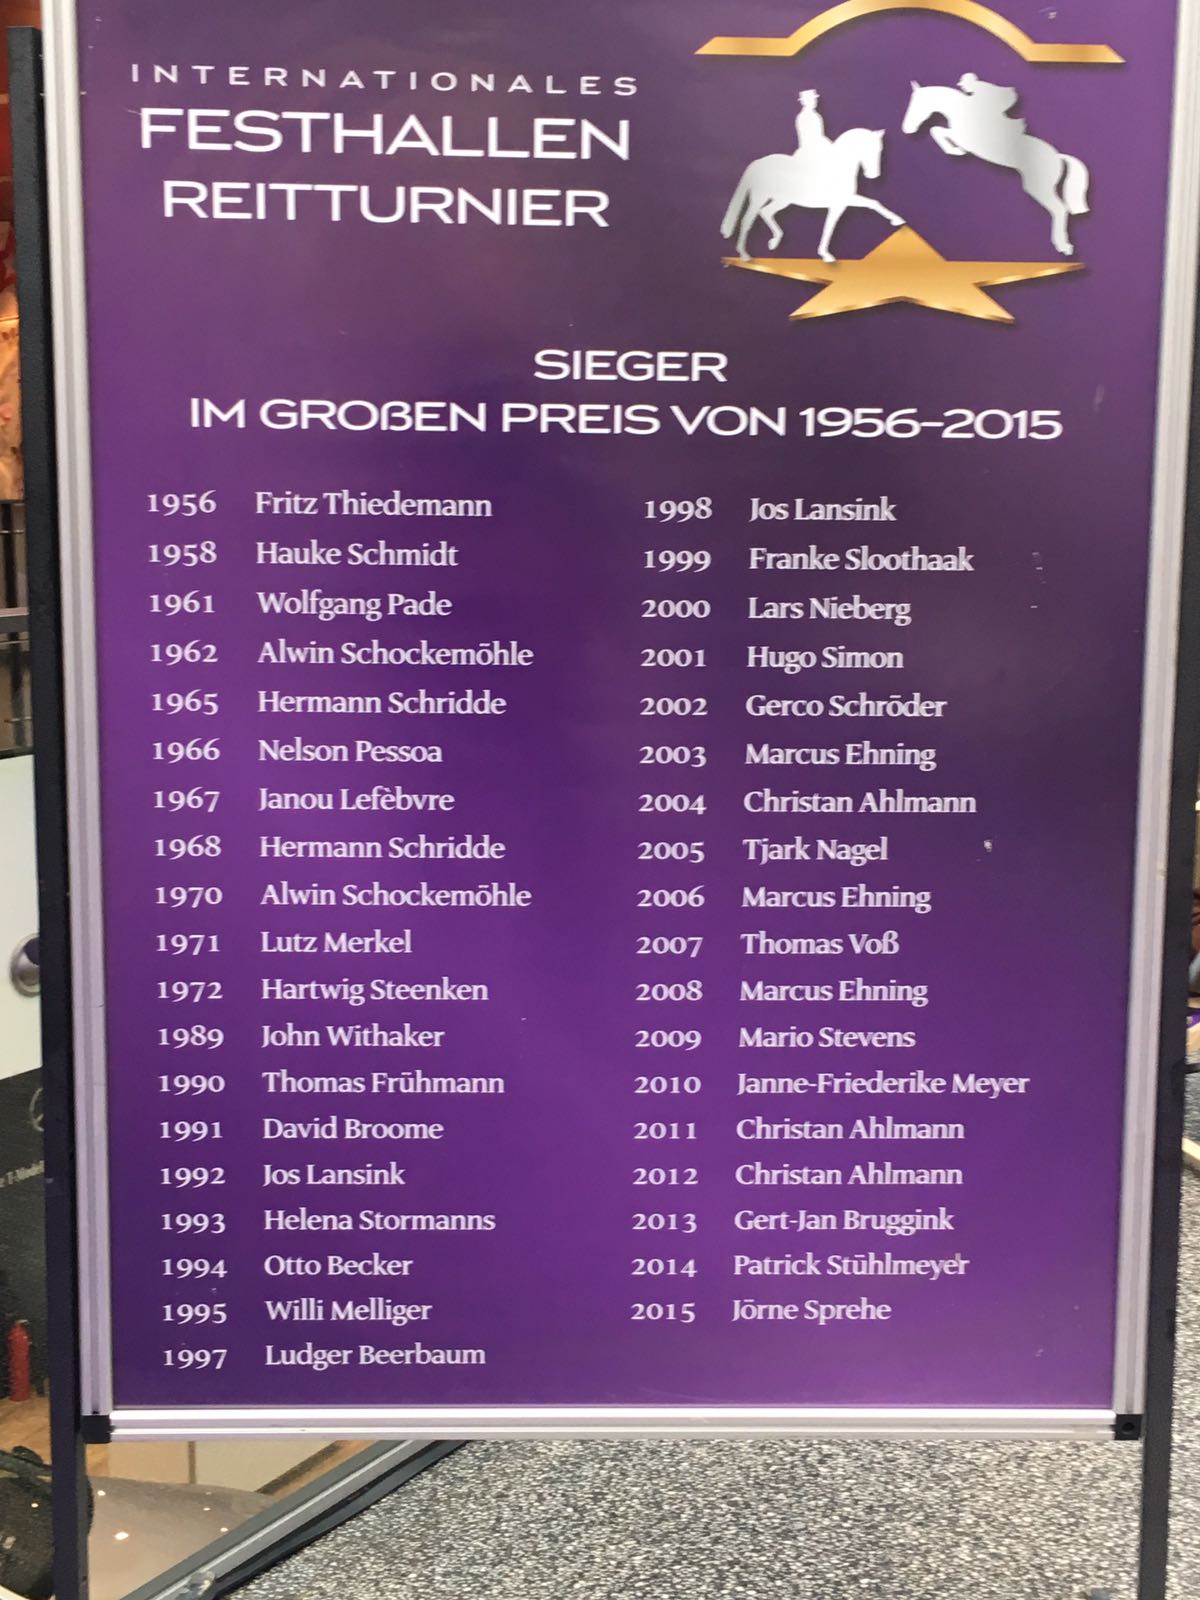 INTERNATIONALES
FESTHALLEN
REITTURNIER
SIEGER
IM GROßEN PREIS VON 1956–2015
1956 Fritz Thiedemann
1958 Hauke Schmidt
1961 Wolfgang Pade
1962 Alwin Schockemöhle
1965 Hermann Schridde
1966 Nelson Pessoa
1967 Janou Lefèbvre
1968 Hermann Schridde
1970 Alwin Schockemöhle
1971 Lutz Merkel
1972 Hartwig Steenken
1989 John Withaker
1990 Thomas Frühmann
1991 David Broome
1992 Jos Lansink
1993 Helena Stormanns
1994 Otto Becker
1995 Willi Melliger
1997 Ludger Beerbaum
1998 Jos Lansink
1999 Franke Sloothaak
2000 Lars Nieberg
2001 Hugo Simon
2002 Gerco Schröder
2003 Marcus Ehning
2004 Christan Ahlmann
2005 Tjark Nagel
2006 Marcus Ehning
2007 Thomas Voß
2008 Marcus Ehning
2009 Mario Stevens
2010 Janne-Friederike Meyer
2011 Christan Ahlmann
2012 Christan Ahlmann
2013 Gert-Jan Bruggink
2014 Patrick Stühlmeyer
2015 Jörne Sprehe